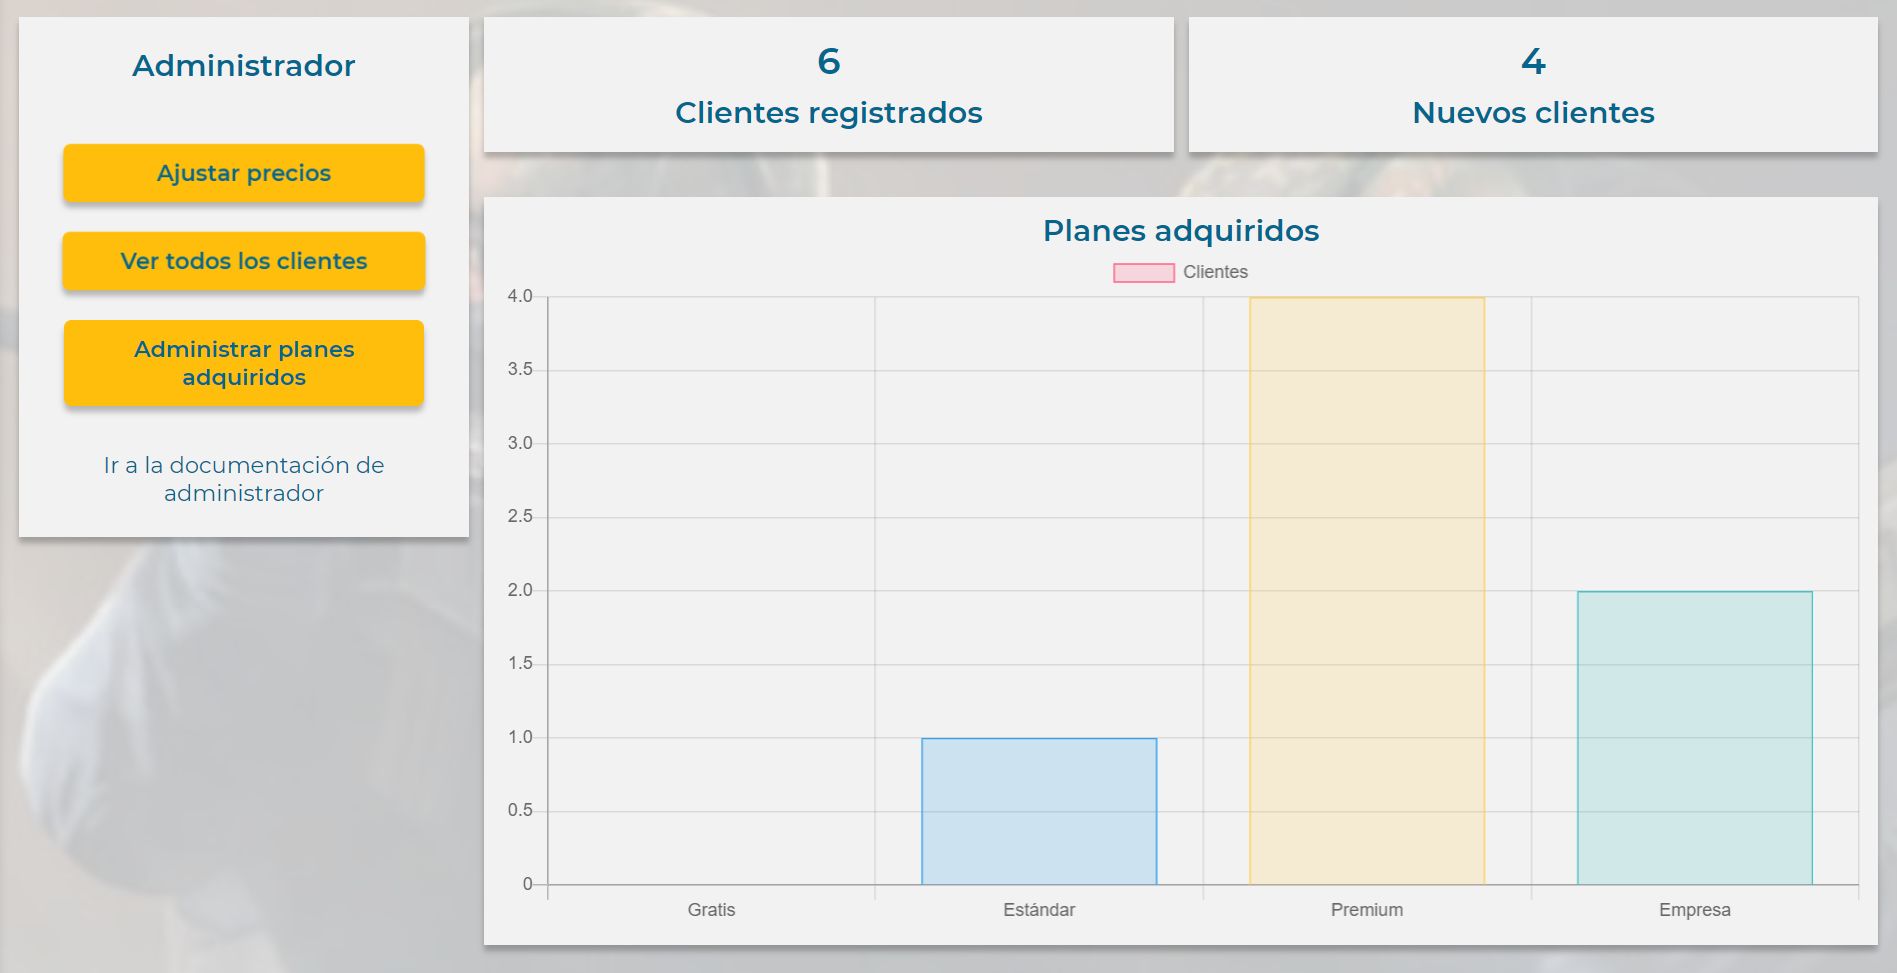 Administrador
Ajustar precios
Ver todos los clientes
Administrar planes
adquiridos
Ir a la documentación de
administrador
6
Clientes registrados
4
Nuevos clientes
Planes adquiridos
Clientes
4.0
3.5
3.0
2.5
2.0
1.5
1.0
0.5
0
Gratis
Estándar
Premium
Empresa